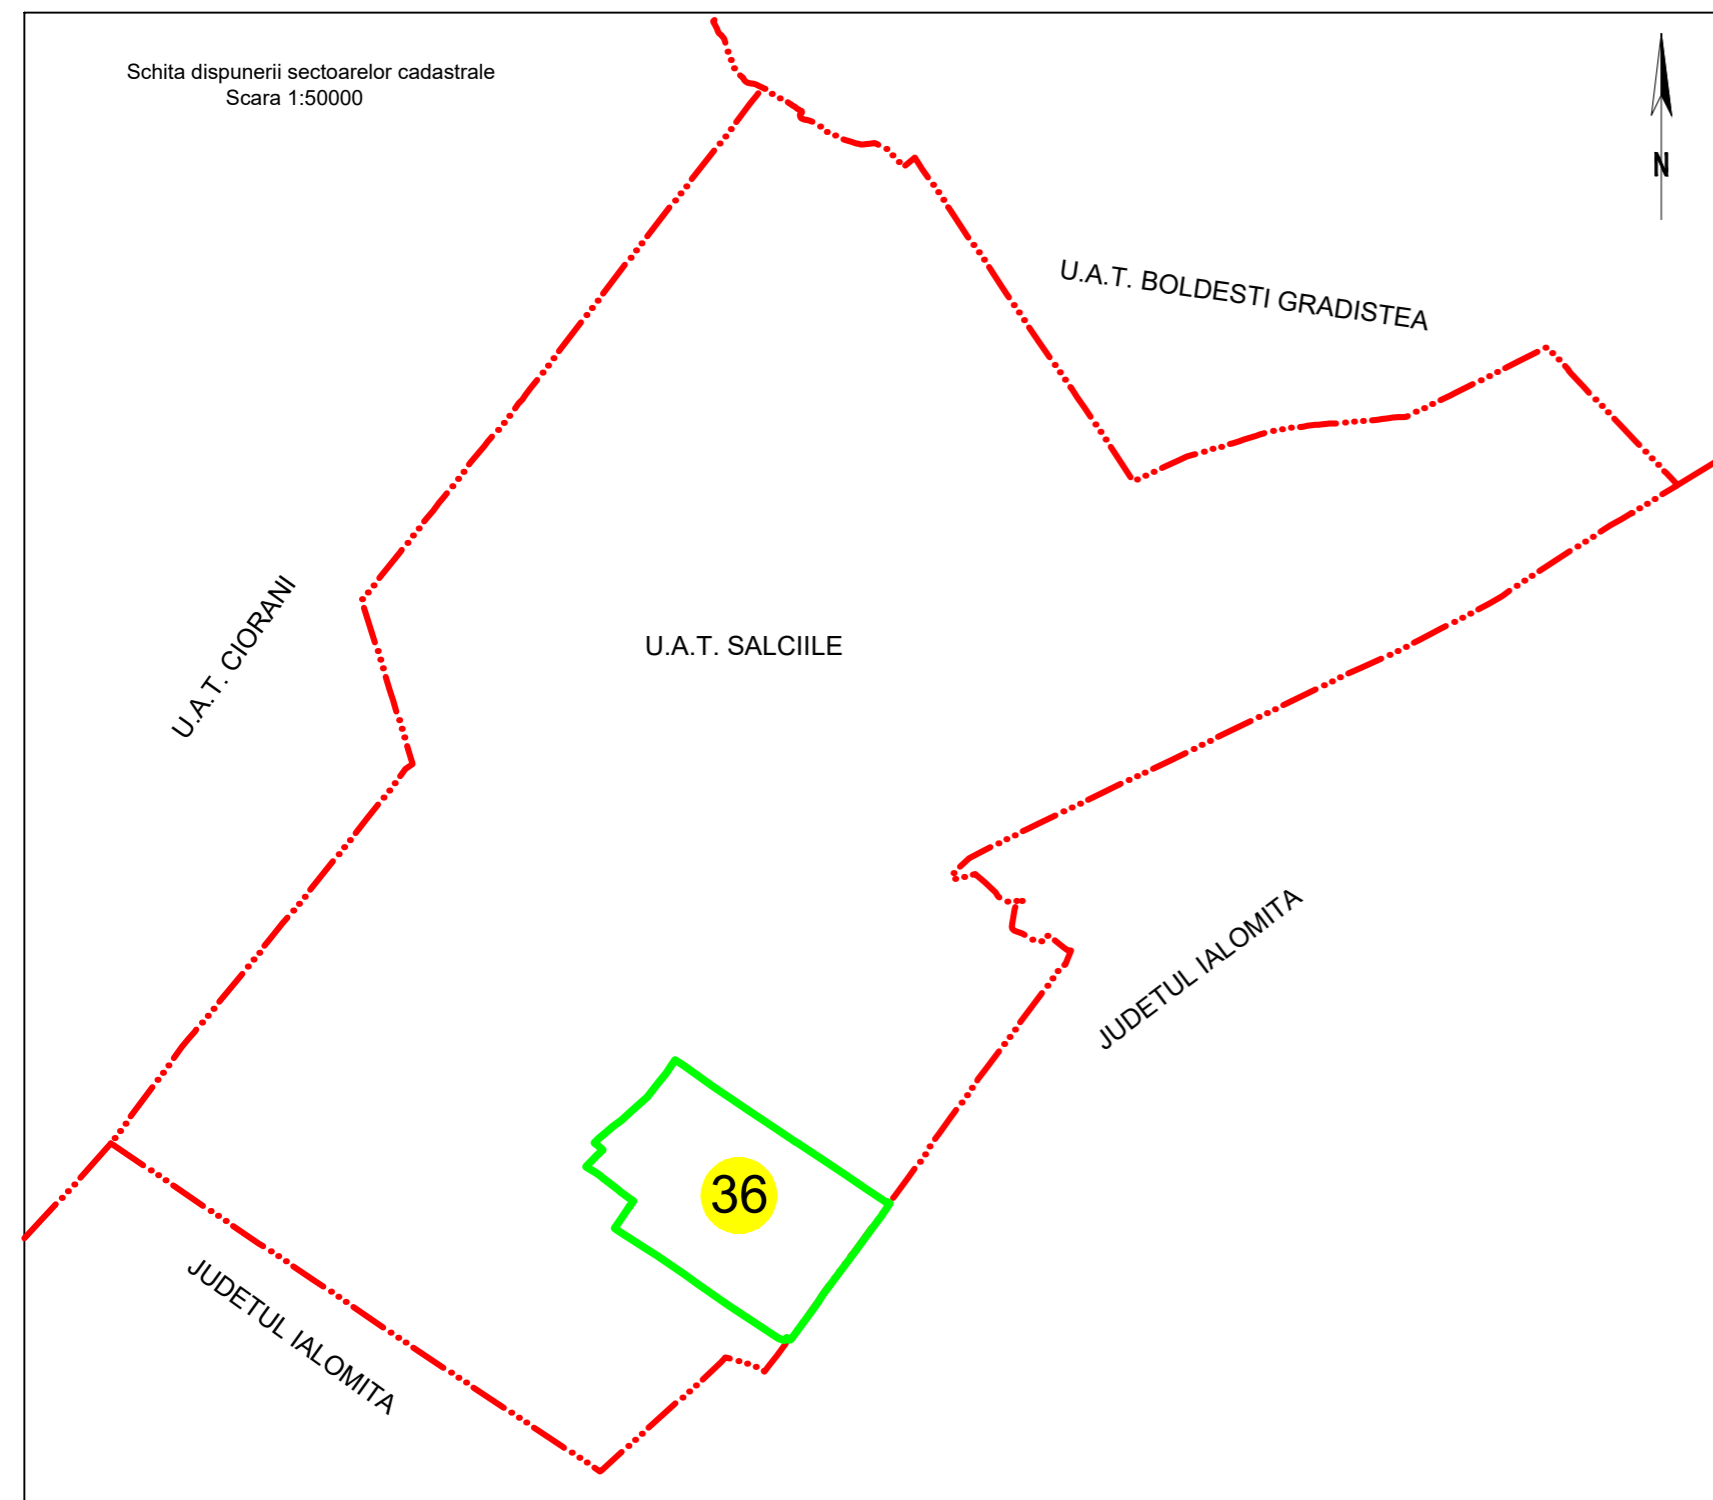 Schita dispunerii sectoarelor cadastrale
Scara 1:50000
N
U.A.T. BOLDESTI GRADISTEA
U.A.T. CIORANI
U.A.T. SALCIILE
JUDETUL IALOMITA
36
JUDETUL IALOMITA